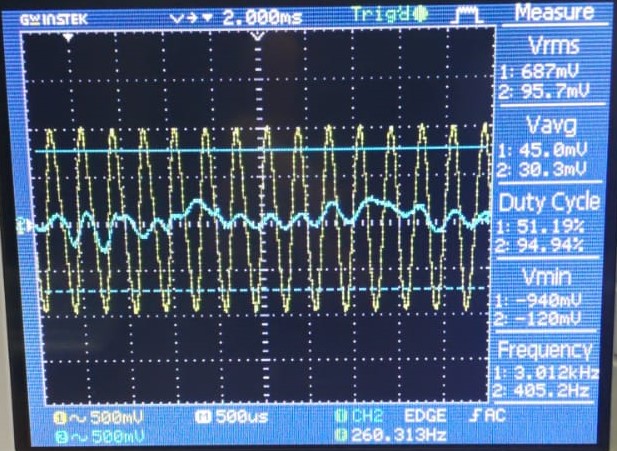 GWINSTEK 2.000ms Trig'd Measure
Vrms
1: 687mV
2: 95.7mV
Vavg
1: 45.0mV
2: 30.3mV
Duty Cycle
1: 51.19%
2: 94.94%
Vmin
1: -940mV
2: -120mV
Frequency
1: 3.012kHz
2: 405.2Hz
1 ~ 500mV M 500us CH2 EDGE AC
2 ~ 500mV 260.313Hz